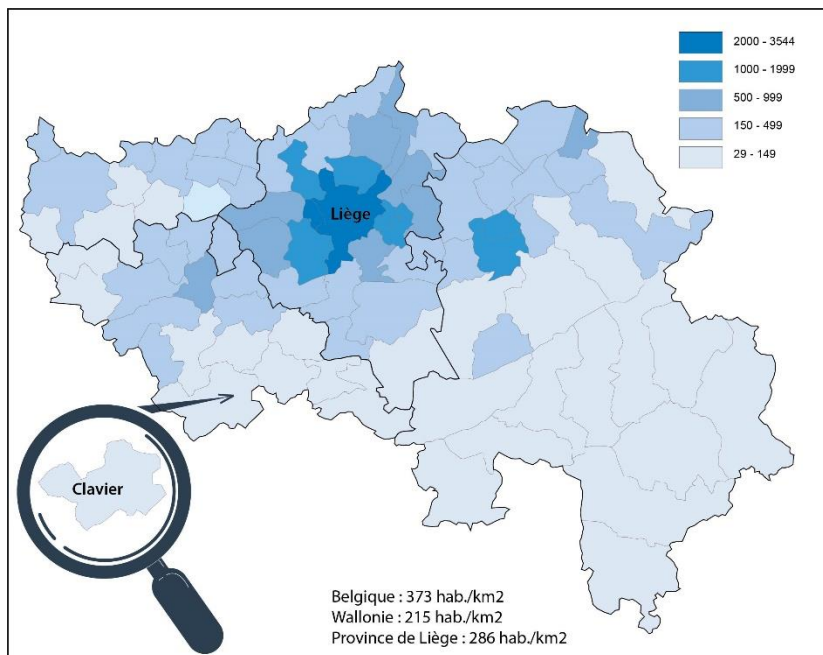 2000 - 3544
1000 - 1999
500 - 999
150 - 499
29 - 149
Liège
Clavier
Belgique : 373 hab./km2
Wallonie : 215 hab./km2
Province de Liège : 286 hab./km2